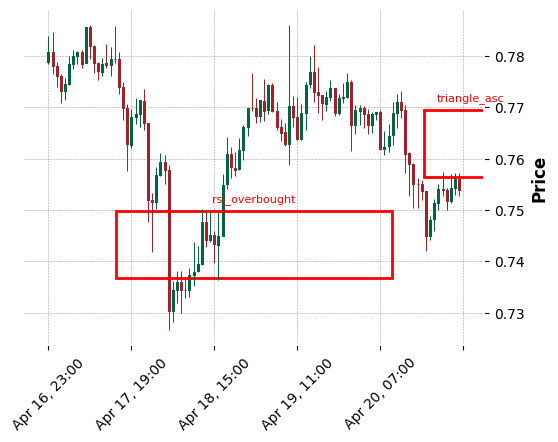 0.78
triangle_asc
0.77
0.76
Price
rsi_overbought
0.75
0.74
0.73
Apr 16, 23:00
Apr 17, 19:00
Apr 18, 15:00
Apr 19, 11:00
Apr 20, 07:00